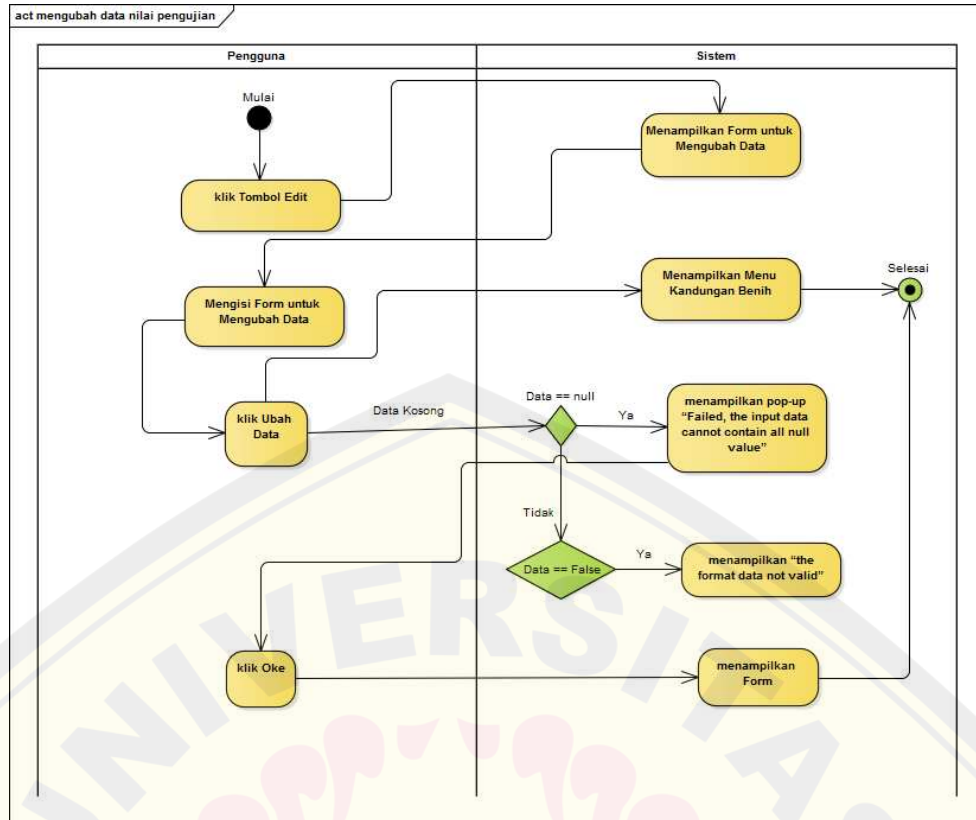 act mengubah data nilai pengujian
Pengguna
Sistem
Mulai
klik Tombol Edit
Menampilkan Form untuk
Mengubah Data
Mengisi Form untuk
Mengubah Data
Menampilkan Menu
Kandungan Benih
Selesai
klik Ubah
Data
Data Kosong
Data == null
Ya
menampilkan pop-up
“Failed, the input data
cannot contain all null
value”
Tidak
Data == False
Ya
menampilkan “the
format data not valid”
klik Oke
menampilkan
Form
UNIVERSITAS